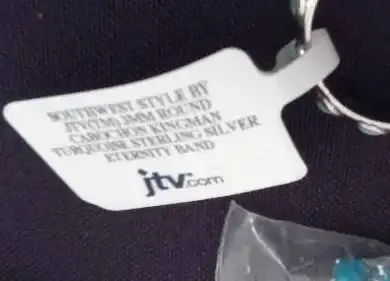 SOUTHWEST STYLE BY
JTV(TM) 3MM ROUND
CABOCHON KINGMAN
TURQUOISE STERLING SILVER
ETERNITY BAND
jtv.com